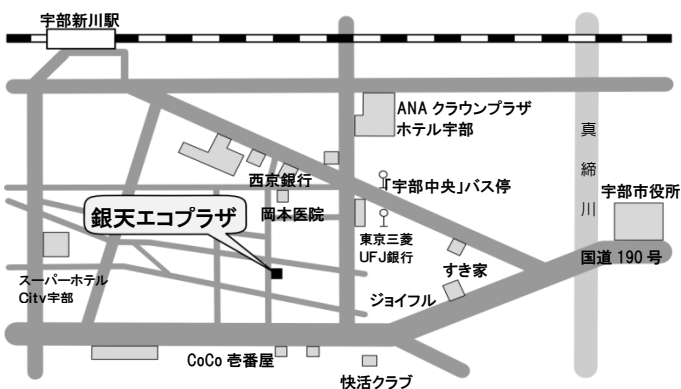 宇部新川駅
ANA クラウンプラザ
ホテル宇部
真締川
西京銀行
「宇部中央」バス停
宇部市役所
銀天エコプラザ
岡本医院
東京三菱
UFJ銀行
国道 190 号
すき家
スーパーホテル
City宇部
ジョイフル
CoCo 壱番屋
快活クラブ